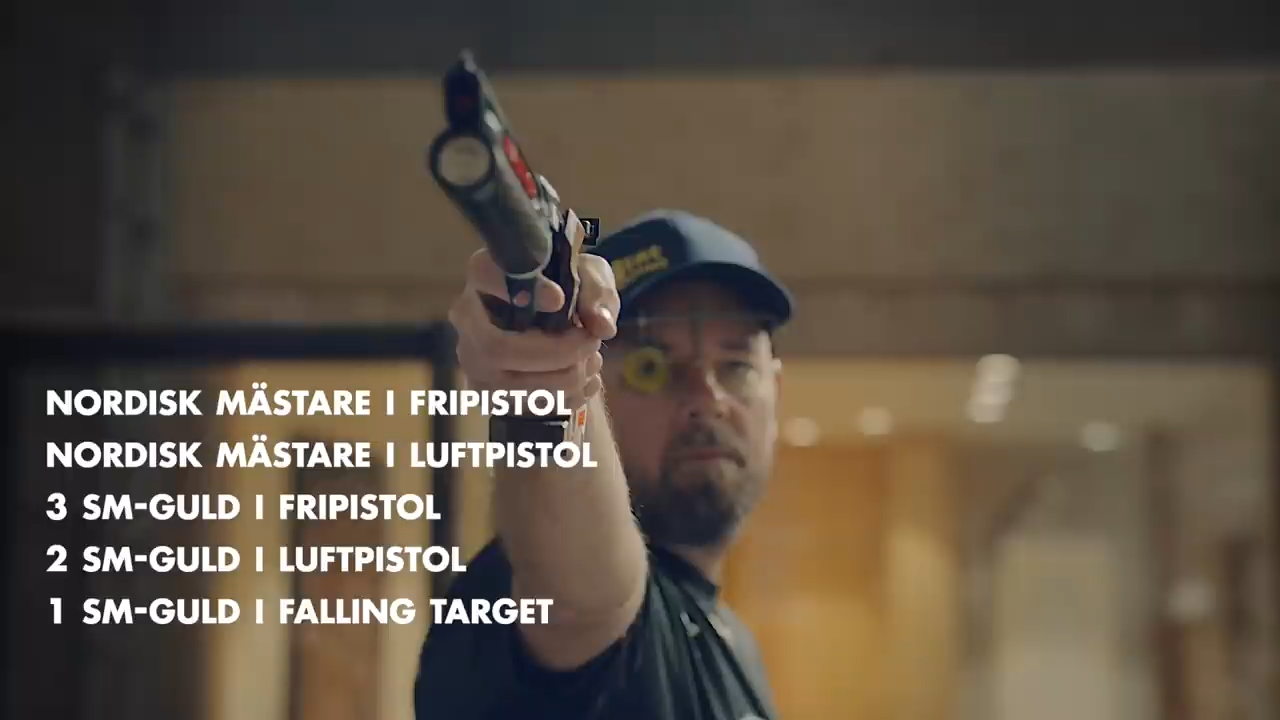 NORDISK MÄSTARE I FRIPISTOL
NORDISK MÄSTARE I LUFTPISTOL
3 SM-GULD I FRIPISTOL
2 SM-GULD I LUFTPISTOL
1 SM-GULD I FALLING TARGET